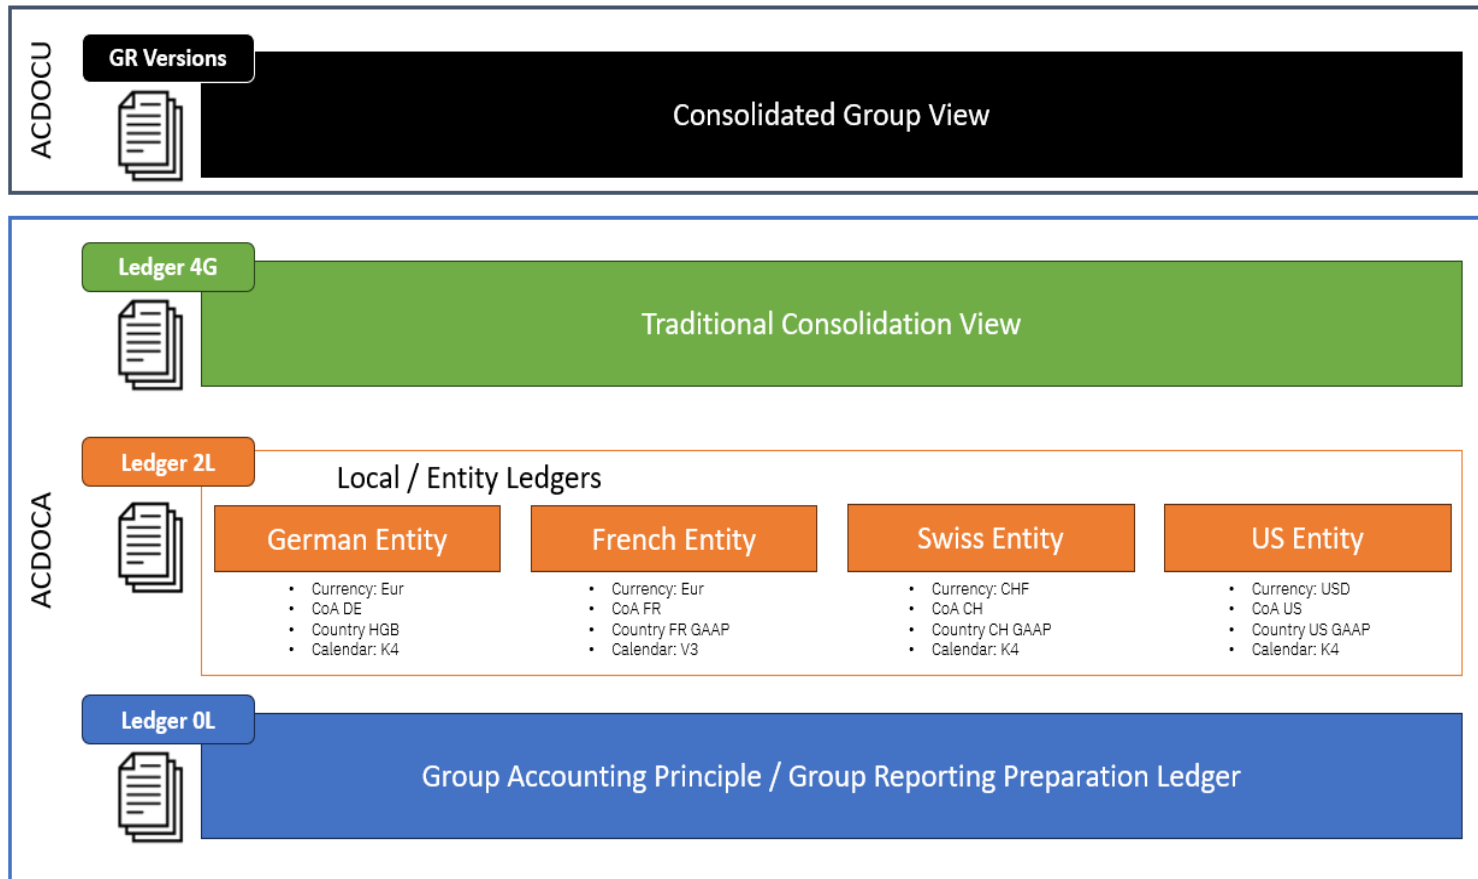 ACDOCU
GR Versions
Consolidated Group View
ACDOCA
Ledger 4G
Traditional Consolidation View
Ledger 2L
Local / Entity Ledgers
German Entity
• Currency: Eur
• CoA DE
• Country HGB
• Calendar: K4
French Entity
• Currency: Eur
• CoA FR
• Country FR GAAP
• Calendar: V3
Swiss Entity
• Currency: CHF
• CoA CH
• Country CH GAAP
• Calendar: K4
US Entity
• Currency: USD
• CoA US
• Country US GAAP
• Calendar: K4
Ledger 0L
Group Accounting Principle / Group Reporting Preparation Ledger